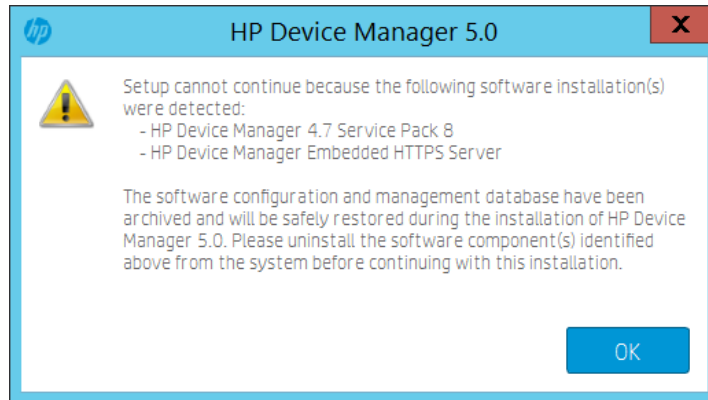 hp
HP Device Manager 5.0
X
Setup cannot continue because the following software installation(s)
were detected:
- HP Device Manager 4.7 Service Pack 8
- HP Device Manager Embedded HTTPS Server
The software configuration and management database have been
archived and will be safely restored during the installation of HP Device
Manager 5.0. Please uninstall the software component(s) identified
above from the system before continuing with this installation.
OK